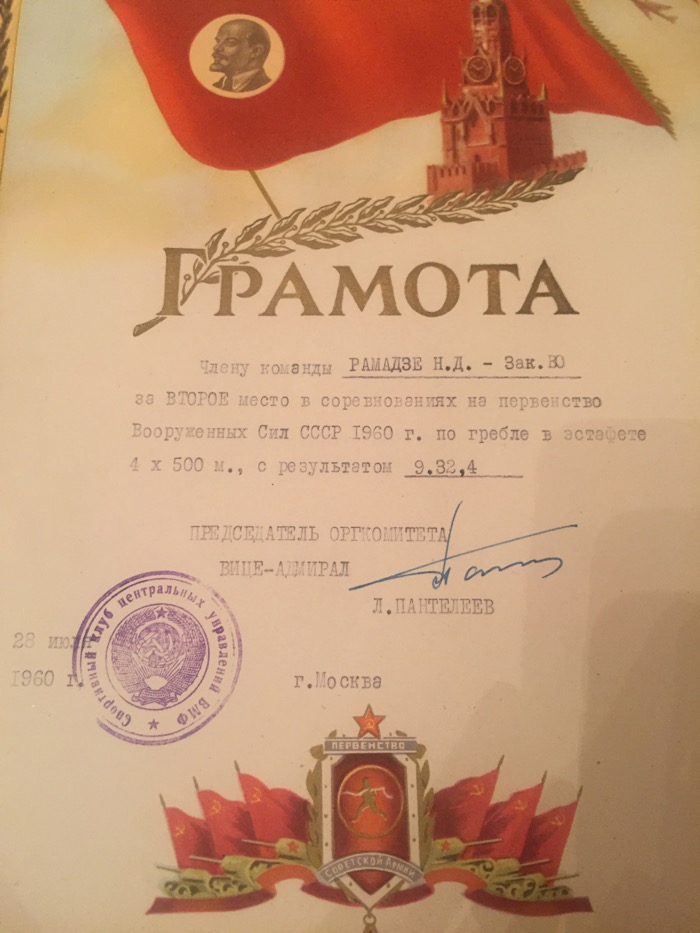 ГРАМОТА
Члену команды РАМАДЗЕ Н.Д. - Зак.ВО
за ВТОРОЕ место в соревнованиях на первенство
Вооруженных Сил СССР 1960 г. по гребле в эстафете
4 х 500 м., с результатом 9.32,4
ПРЕДСЕДАТЕЛЬ ОРГКОМИТЕТА
ВИЦЕ-АДМИРАЛ
Л.ПАНТЕЛЕЕВ
28 июля
1960 г.
г.Москва
Спортивный клуб центральных управлений ВМФ
ПЕРВЕНСТВО
СОВЕТСКОЙ АРМИИ